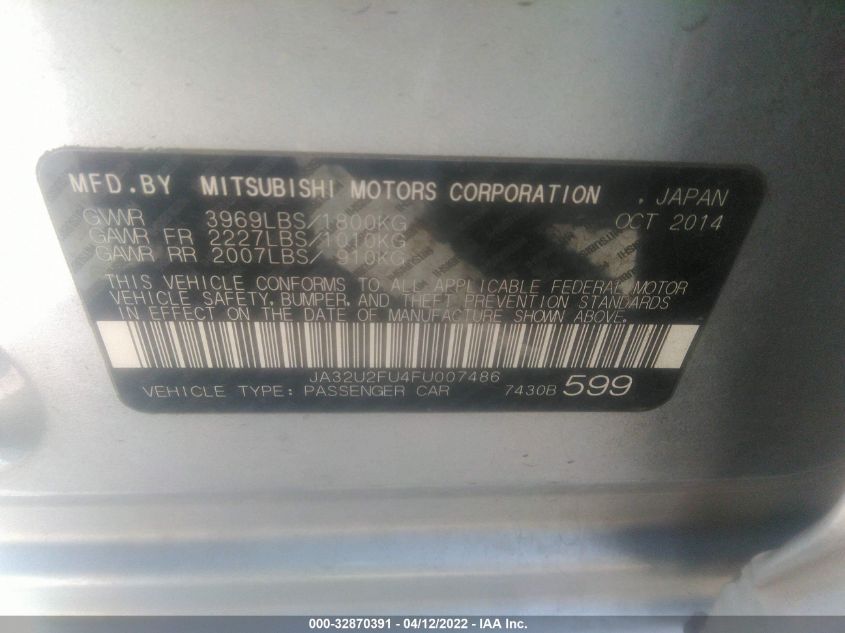 MFD.BY MITSUBISHI MOTORS CORPORATION , JAPAN
GVWR 3969LBS/1800KG OCT 2014
GAWR FR 2227LBS/1010KG
GAWR RR 2007LBS/ 910KG
THIS VEHICLE CONFORMS TO ALL APPLICABLE FEDERAL MOTOR
VEHICLE SAFETY, BUMPER, AND THEFT PREVENTION STANDARDS
IN EFFECT ON THE DATE OF MANUFACTURE SHOWN ABOVE.
JA32U2FU4FU007486
VEHICLE TYPE: PASSENGER CAR 7430B 599
000-32870391 - 04/12/2022 - IAA Inc.